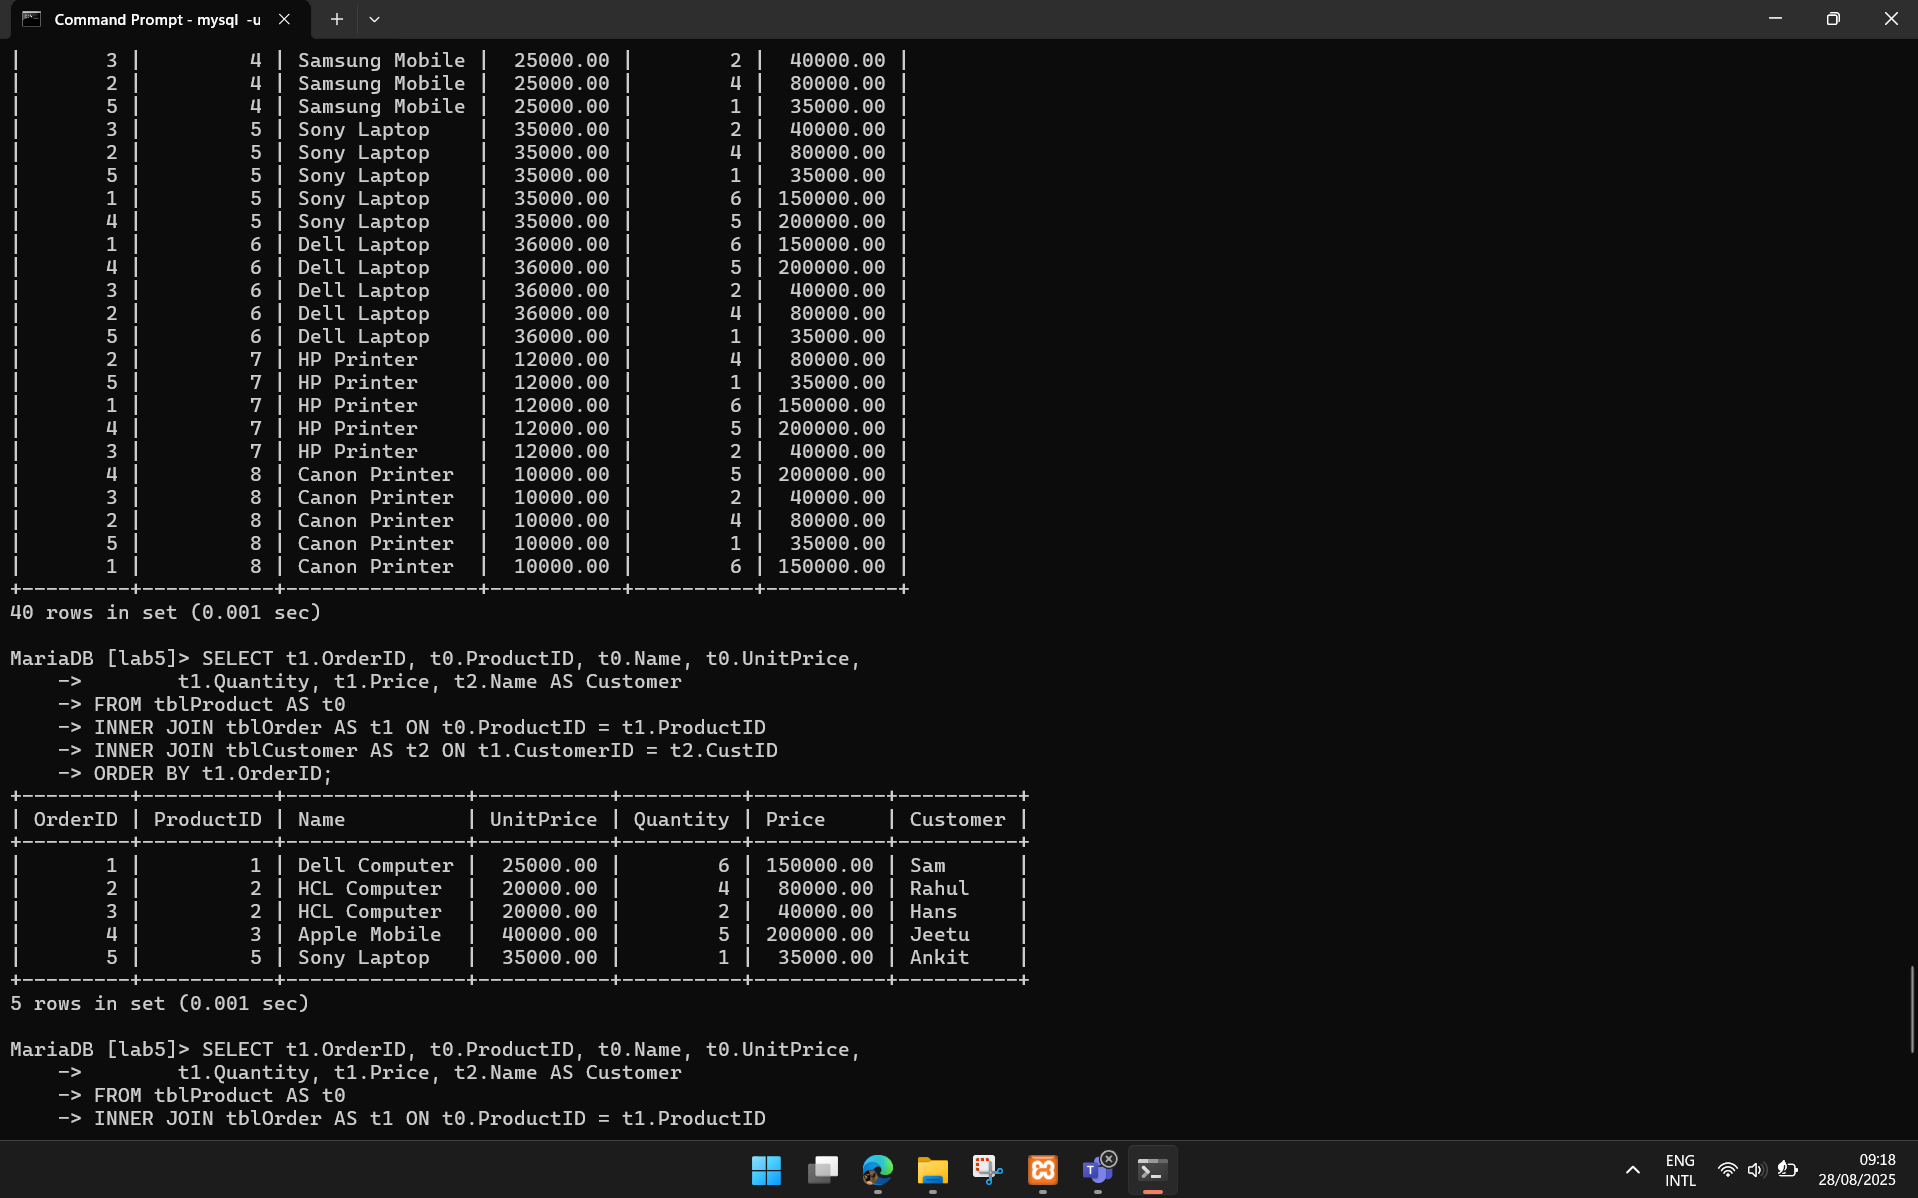 Command Prompt - mysql -u
|       3 |         4 | Samsung Mobile |  25000.00 |        2 |  40000.00 |
|       2 |         4 | Samsung Mobile |  25000.00 |        4 |  80000.00 |
|       5 |         4 | Samsung Mobile |  25000.00 |        1 |  35000.00 |
|       3 |         5 | Sony Laptop    |  35000.00 |        2 |  40000.00 |
|       2 |         5 | Sony Laptop    |  35000.00 |        4 |  80000.00 |
|       5 |         5 | Sony Laptop    |  35000.00 |        1 |  35000.00 |
|       1 |         5 | Sony Laptop    |  35000.00 |        6 | 150000.00 |
|       4 |         5 | Sony Laptop    |  35000.00 |        5 | 200000.00 |
|       1 |         6 | Dell Laptop    |  36000.00 |        6 | 150000.00 |
|       4 |         6 | Dell Laptop    |  36000.00 |        5 | 200000.00 |
|       3 |         6 | Dell Laptop    |  36000.00 |        2 |  40000.00 |
|       2 |         6 | Dell Laptop    |  36000.00 |        4 |  80000.00 |
|       5 |         6 | Dell Laptop    |  36000.00 |        1 |  35000.00 |
|       2 |         7 | HP Printer     |  12000.00 |        4 |  80000.00 |
|       5 |         7 | HP Printer     |  12000.00 |        1 |  35000.00 |
|       1 |         7 | HP Printer     |  12000.00 |        6 | 150000.00 |
|       4 |         7 | HP Printer     |  12000.00 |        5 | 200000.00 |
|       3 |         7 | HP Printer     |  12000.00 |        2 |  40000.00 |
|       4 |         8 | Canon Printer  |  10000.00 |        5 | 200000.00 |
|       3 |         8 | Canon Printer  |  10000.00 |        2 |  40000.00 |
|       2 |         8 | Canon Printer  |  10000.00 |        4 |  80000.00 |
|       5 |         8 | Canon Printer  |  10000.00 |        1 |  35000.00 |
|       1 |         8 | Canon Printer  |  10000.00 |        6 | 150000.00 |
+---------+-----------+----------------+-----------+----------+-----------+
40 rows in set (0.001 sec)
MariaDB [lab5]> SELECT t1.OrderID, t0.ProductID, t0.Name, t0.UnitPrice,
    ->        t1.Quantity, t1.Price, t2.Name AS Customer
    -> FROM tblProduct AS t0
    -> INNER JOIN tblOrder AS t1 ON t0.ProductID = t1.ProductID
    -> INNER JOIN tblCustomer AS t2 ON t1.CustomerID = t2.CustID
    -> ORDER BY t1.OrderID;
+---------+-----------+---------------+-----------+----------+-----------+----------+
| OrderID | ProductID | Name          | UnitPrice | Quantity | Price     | Customer |
+---------+-----------+---------------+-----------+----------+-----------+----------+
|       1 |         1 | Dell Computer |  25000.00 |        6 | 150000.00 | Sam      |
|       2 |         2 | HCL Computer  |  20000.00 |        4 |  80000.00 | Rahul    |
|       3 |         2 | HCL Computer  |  20000.00 |        2 |  40000.00 | Hans     |
|       4 |         3 | Apple Mobile  |  40000.00 |        5 | 200000.00 | Jeetu    |
|       5 |         5 | Sony Laptop   |  35000.00 |        1 |  35000.00 | Ankit    |
+---------+-----------+---------------+-----------+----------+-----------+----------+
5 rows in set (0.001 sec)
MariaDB [lab5]> SELECT t1.OrderID, t0.ProductID, t0.Name, t0.UnitPrice,
    ->        t1.Quantity, t1.Price, t2.Name AS Customer
    -> FROM tblProduct AS t0
    -> INNER JOIN tblOrder AS t1 ON t0.ProductID = t1.ProductID
ENG
INTL
09:18
28/08/2025